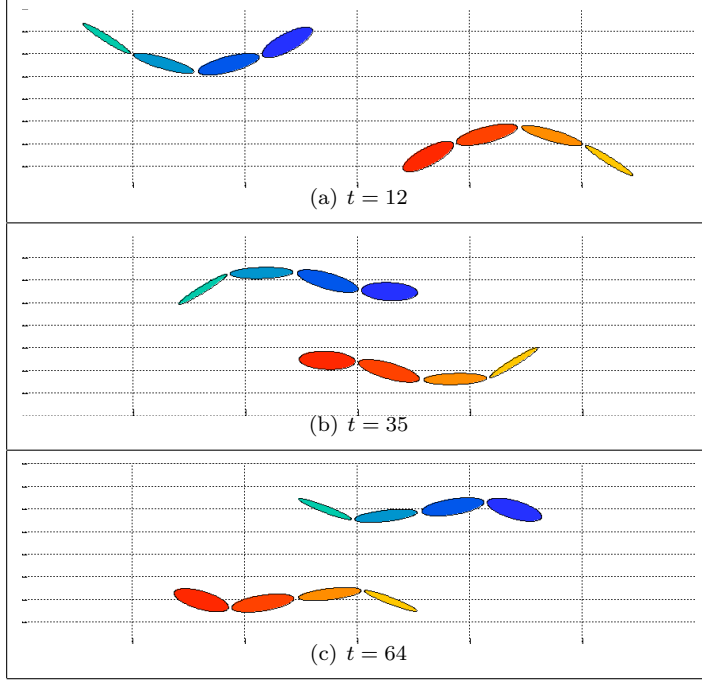 (a) t = 12
(b) t = 35
(c) t = 64